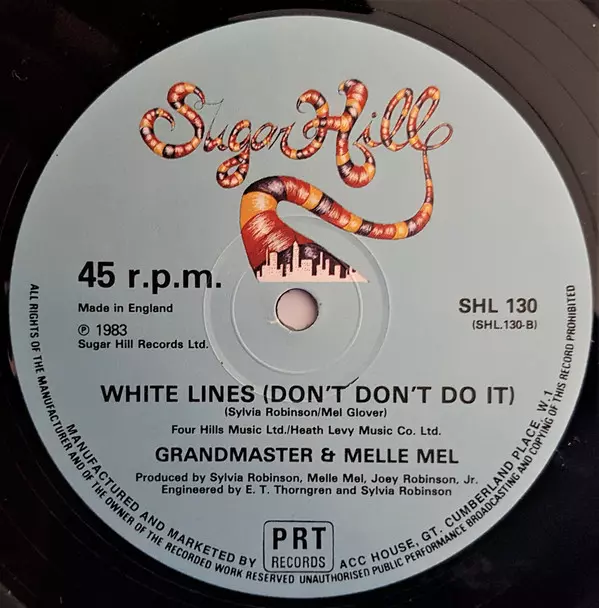 Sugar Hill
45 r.p.m.
Made in England
℗ 1983
Sugar Hill Records Ltd.
SHL 130
(SHL.130-B)
WHITE LINES (DON'T DON'T DO IT)
(Sylvia Robinson/Mel Glover)
Four Hills Music Ltd./Heath Levy Music Co. Ltd.
GRANDMASTER & MELLE MEL
Produced by Sylvia Robinson, Melle Mel, Joey Robinson, Jr.
Engineered by E. T. Thorngren and Sylvia Robinson
MANUFACTURED AND MARKETED BY PRT RECORDS ACC HOUSE, GT. CUMBERLAND PLACE, W.1
ALL RIGHTS OF THE MANUFACTURER AND OF THE OWNER OF THE RECORDED WORK RESERVED UNAUTHORISED PUBLIC PERFORMANCE BROADCASTING AND COPYING OF THIS RECORD PROHIBITED